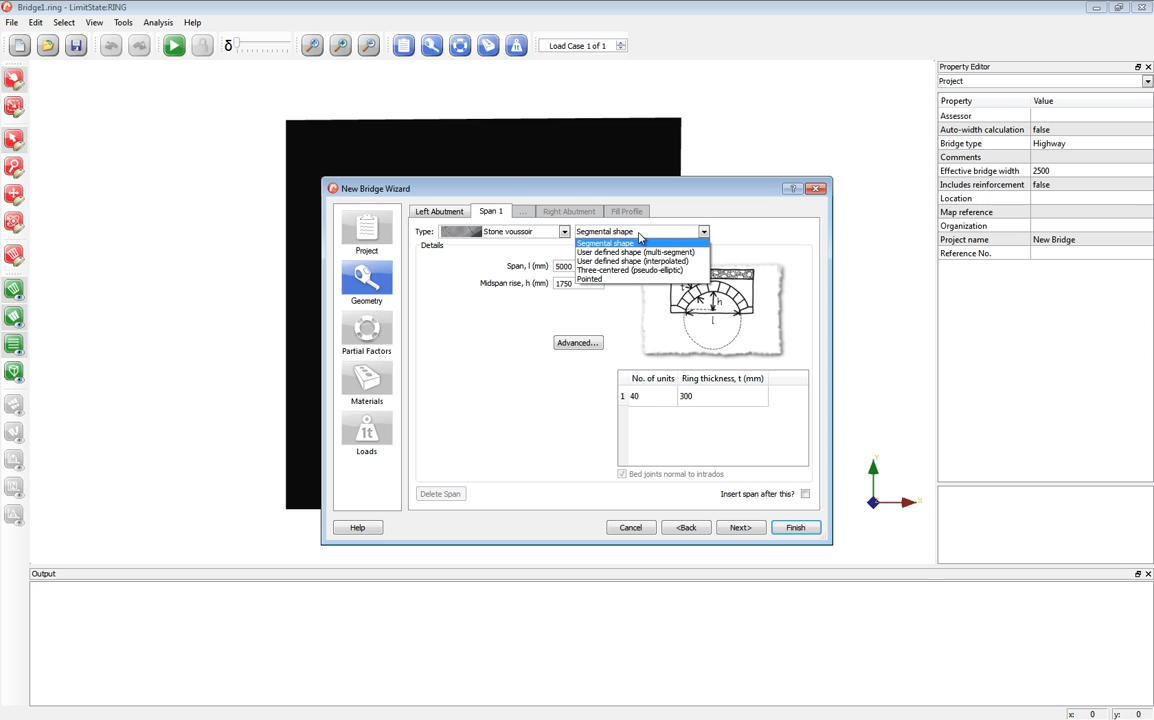 Bridge1.ring - LimitState:RING
File Edit Select View Tools Analysis Help
δ Load Case 1 of 1
Property Editor
Project
Property Value
Assessor
Auto-width calculation false
Bridge type Highway
Comments
Effective bridge width 2500
Includes reinforcement false
Location
Map reference
Organization
Project name New Bridge
Reference No.
New Bridge Wizard
Project
Geometry
Partial Factors
Materials
1t
Loads
Left Abutment Span 1 ... Right Abutment Fill Profile
Type: Stone voussoir Segmental shape
Segmental shape
User defined shape (multi-segment)
User defined shape (interpolated)
Three-centered (pseudo-elliptic)
Pointed
Details
Span, l (mm) 5000
Midspan rise, h (mm) 1750
t h
l
Advanced...
No. of units Ring thickness, t (mm)
1 40 300
Bed joints normal to intrados
Delete Span Insert span after this?
Help Cancel <Back Next> Finish
Y
X
Output
x: 0 y: 0